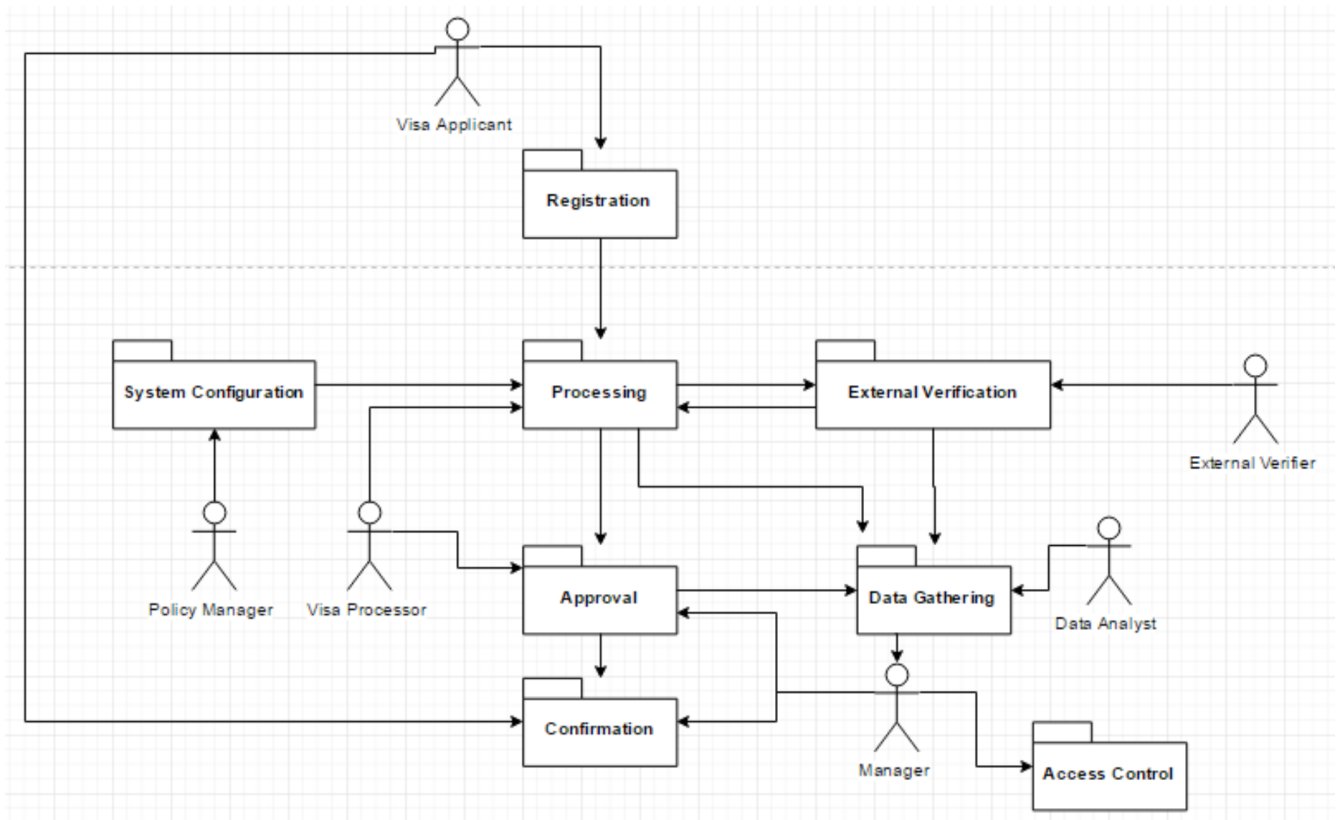 Visa Applicant
Registration
System Configuration
Processing
External Verification
External Verifier
Policy Manager
Visa Processor
Approval
Data Gathering
Data Analyst
Confirmation
Manager
Access Control